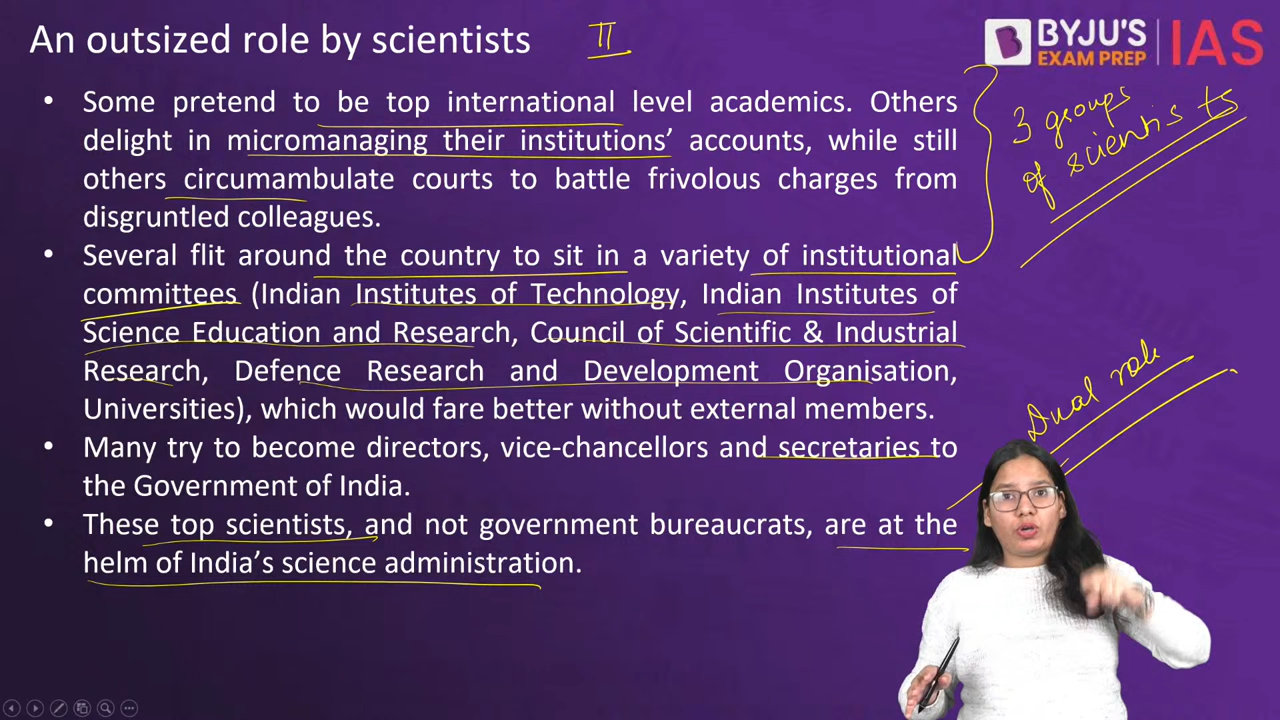 An outsized role by scientists II
BYJU'S
EXAM PREP
IAS
• Some pretend to be top international level academics. Others
delight in micromanaging their institutions’ accounts, while still
others circumambulate courts to battle frivolous charges from
disgruntled colleagues.
3 groups
of scientists
• Several flit around the country to sit in a variety of institutional
committees (Indian Institutes of Technology, Indian Institutes of
Science Education and Research, Council of Scientific & Industrial
Research, Defence Research and Development Organisation,
Universities), which would fare better without external members.
Dual role
• Many try to become directors, vice-chancellors and secretaries to
the Government of India.
• These top scientists, and not government bureaucrats, are at the
helm of India’s science administration.